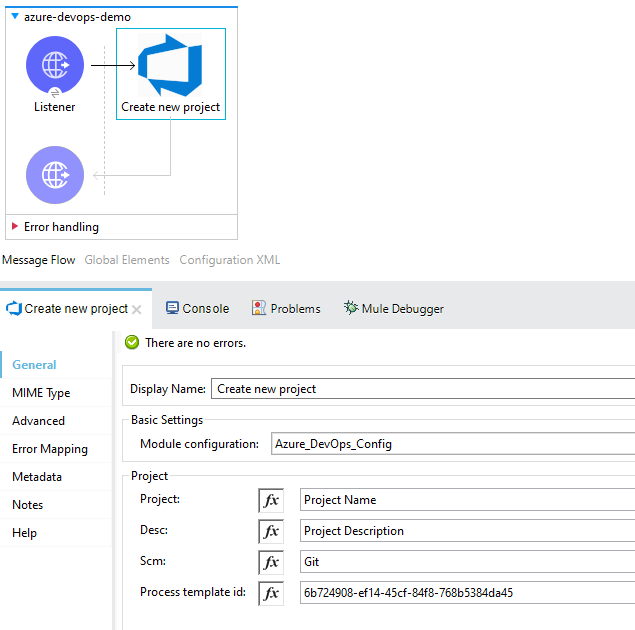 azure-devops-demo
Listener
Create new project
Error handling
Message Flow Global Elements Configuration XML
Create new project Console Problems Mule Debugger
There are no errors.
General
MIME Type
Advanced
Error Mapping
Metadata
Notes
Help
Display Name: Create new project
Basic Settings
Module configuration: Azure_DevOps_Config
Project
Project: fx Project Name
Desc: fx Project Description
Scm: fx Git
Process template id: fx 6b724908-ef14-45cf-84f8-768b5384da45